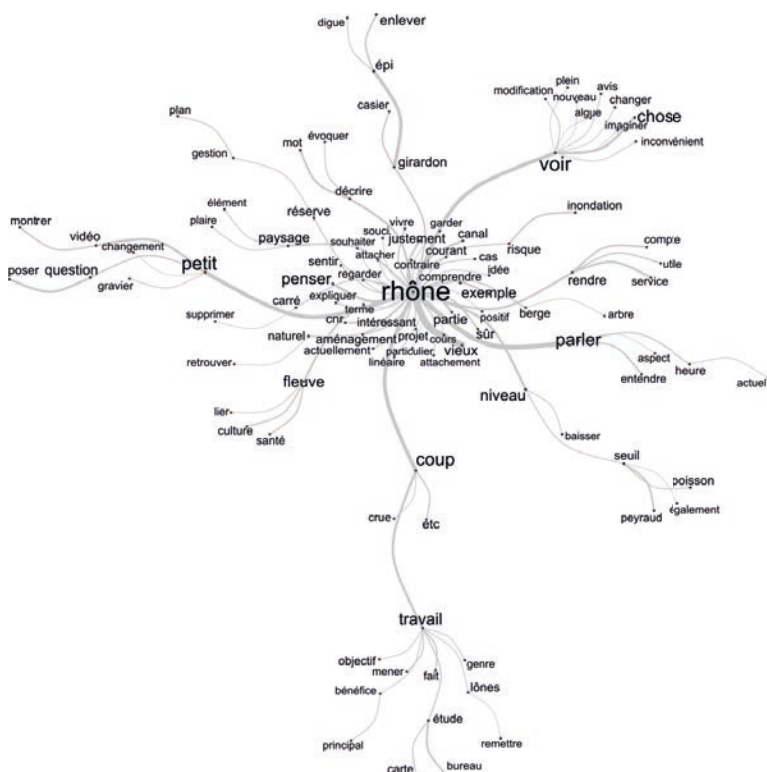 digue
enlever
épi
casier
plein
avis
modification
nouveau
changer
algue
chose
imaginer
inconvénient
voir
plan
évoquer
mot
gestion
girardon
décrire
élément
réserve
vivre
garder
inondation
plaire
souci
canal
montrer
vidéo
paysage
souhaiter
justement
courant
risque
changement
attacher
contraire
cas
poser
question
petit
sentir
regarder
comprendre
idée
rendre
utile
service
gravier
penser
rhône
exemple
carré
expliquer
terme
partie
positif
berge
arbre
supprimer
cnr
intéressant
sûr
naturel
aménagement
projet
cours
parler
actuellement
particulier
vieux
aspect
retrouver
linéaire
attachement
heure
entendre
actuel
fleuve
niveau
lier
culture
santé
baisser
coup
seuil
poisson
également
peyraud
crue
étc
travail
objectif
genre
mener
fait
bénéfice
lônes
étude
principal
remettre
carte
bureau